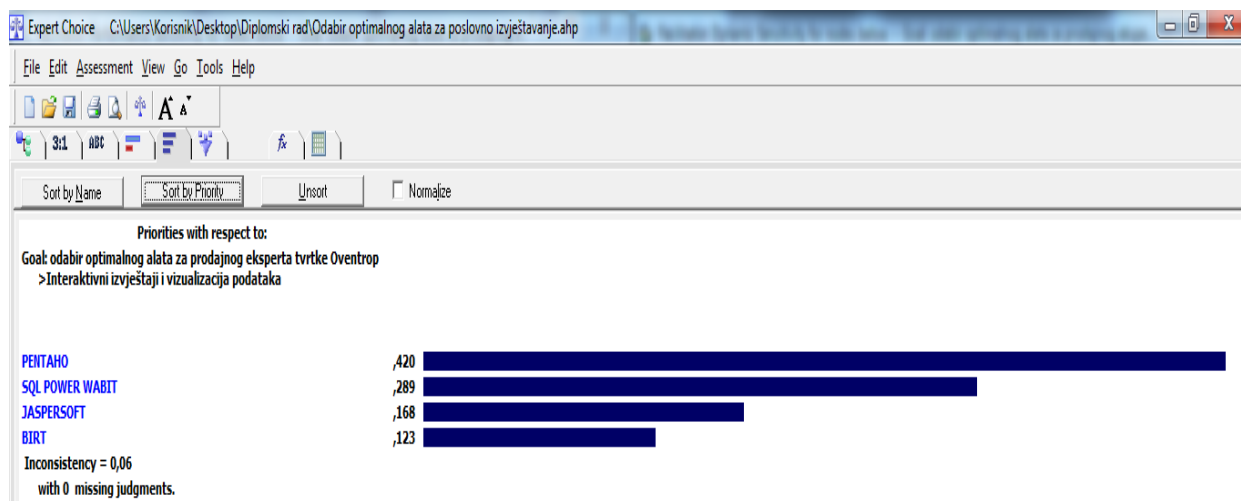 Expert Choice C:\Users\Korisnik\Desktop\Diplomski rad\Odabir optimalnog alata za poslovno izvještavanje.ahp
File Edit Assessment View Go Tools Help
A A
3:1 ABC fx
Sort by Name Sort by Priority Unsort Normalize
Priorities with respect to:
Goal: odabir optimalnog alata za prodajnog eksperta tvrtke Oventrop
>Interaktivni izvještaji i vizualizacija podataka
PENTAHO ,420
SQL POWER WABIT ,289
JASPERSOFT ,168
BIRT ,123
Inconsistency = 0,06
with 0 missing judgments.